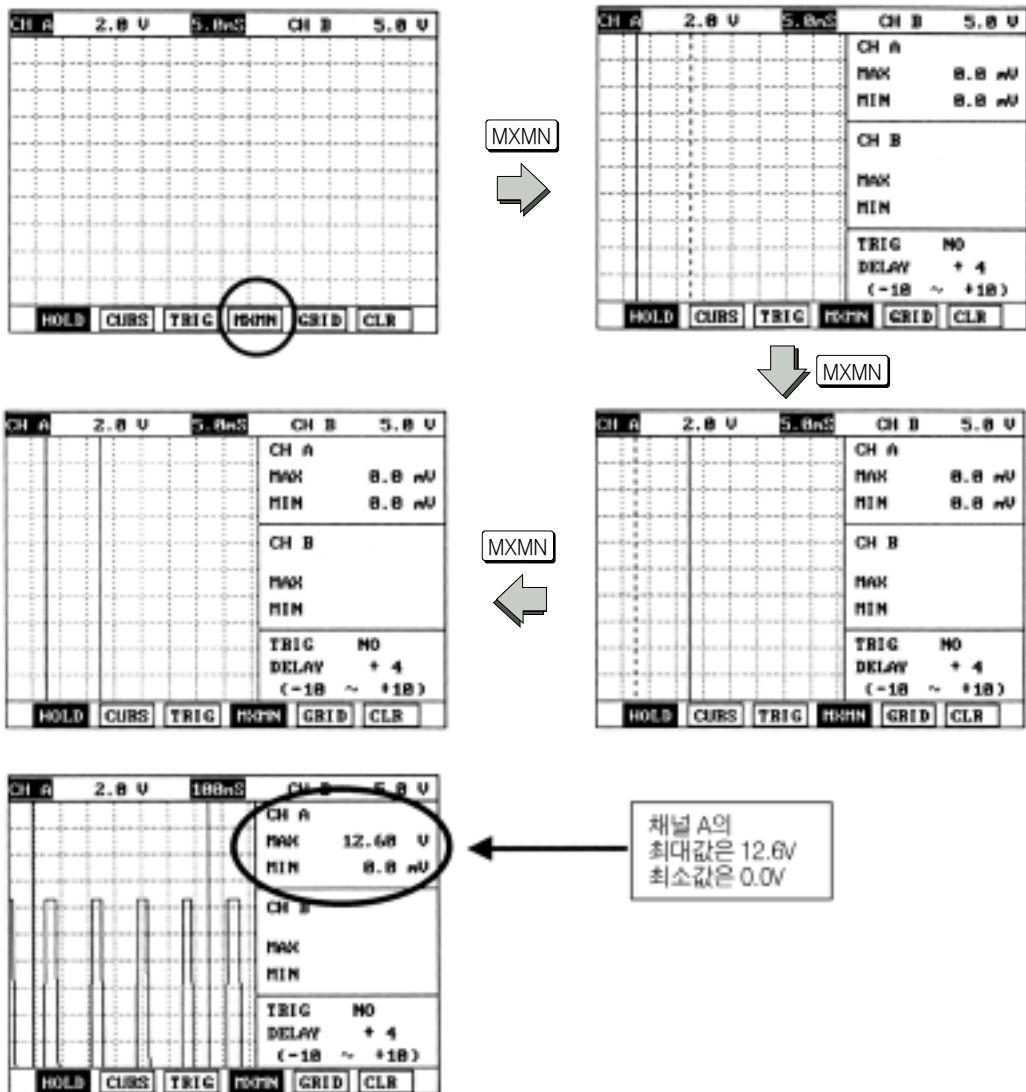 CH A 2.0 V 5.0mS CH B 5.0 V
HOLD CURS TRIG MXMN GRID CLR
MXMN
CH A 2.0 V 5.0mS CH B 5.0 V
CH A
MAX 0.0 mV
MIN 0.0 mV
CH B
MAX
MIN
TRIG NO
DELAY + 4
(-10 ~ +10)
HOLD CURS TRIG MXMN GRID CLR
MXMN
CH A 2.0 V 5.0mS CH B 5.0 V
CH A
MAX 0.0 mV
MIN 0.0 mV
CH B
MAX
MIN
TRIG NO
DELAY + 4
(-10 ~ +10)
HOLD CURS TRIG MXMN GRID CLR
MXMN
CH A 2.0 V 5.0mS CH B 5.0 V
CH A
MAX 0.0 mV
MIN 0.0 mV
CH B
MAX
MIN
TRIG NO
DELAY + 4
(-10 ~ +10)
HOLD CURS TRIG MXMN GRID CLR
CH A 2.0 V 100mS CH B 5.0 V
CH A
MAX 12.60 V
MIN 0.0 mV
CH B
MAX
MIN
TRIG NO
DELAY + 4
(-10 ~ +10)
HOLD CURS TRIG MXMN GRID CLR
채널 A의
최대값은 12.6V
최소값은 0.0V